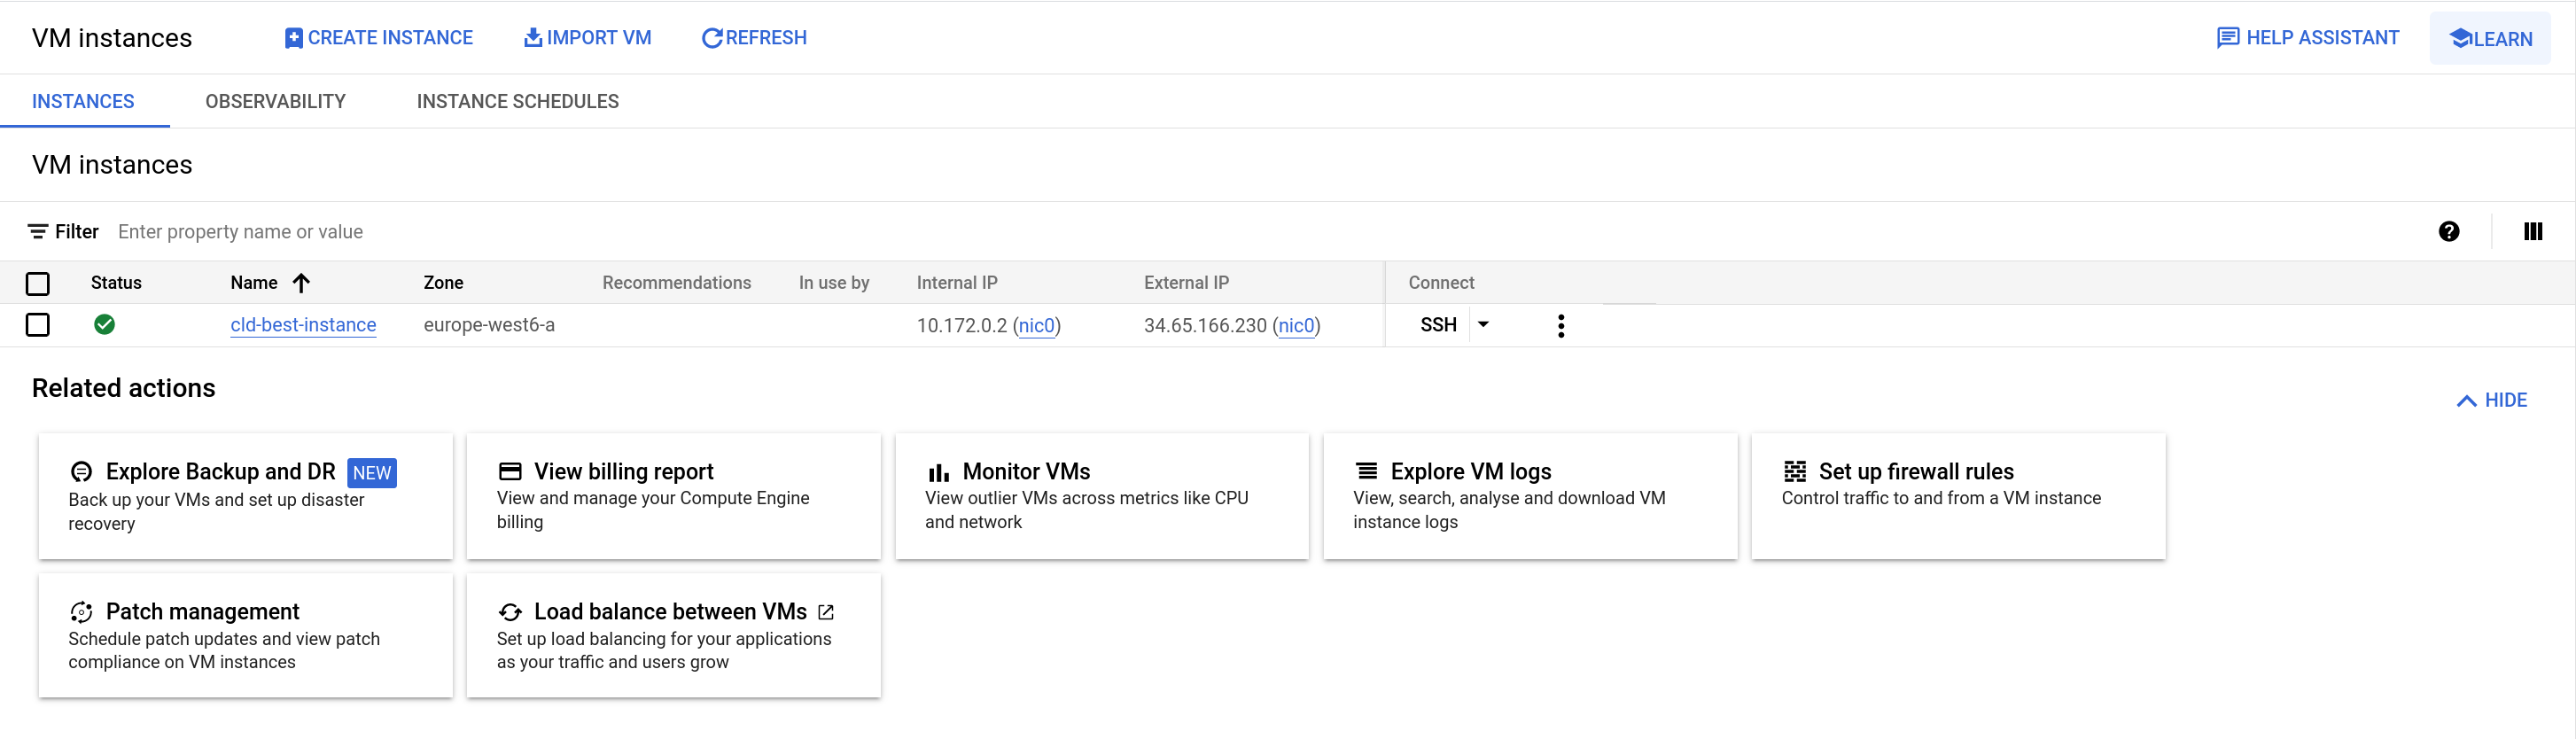 VM instances CREATE INSTANCE IMPORT VM REFRESH HELP ASSISTANT LEARN
INSTANCES OBSERVABILITY INSTANCE SCHEDULES
VM instances
Filter Enter property name or value
Status Name Zone Recommendations In use by Internal IP External IP Connect
cld-best-instance europe-west6-a 10.172.0.2 (nic0) 34.65.166.230 (nic0) SSH
Related actions
HIDE
Explore Backup and DR NEW
Back up your VMs and set up disaster
recovery
View billing report
View and manage your Compute Engine
billing
Monitor VMs
View outlier VMs across metrics like CPU
and network
Explore VM logs
View, search, analyse and download VM
instance logs
Set up firewall rules
Control traffic to and from a VM instance
Patch management
Schedule patch updates and view patch
compliance on VM instances
Load balance between VMs
Set up load balancing for your applications
as your traffic and users grow